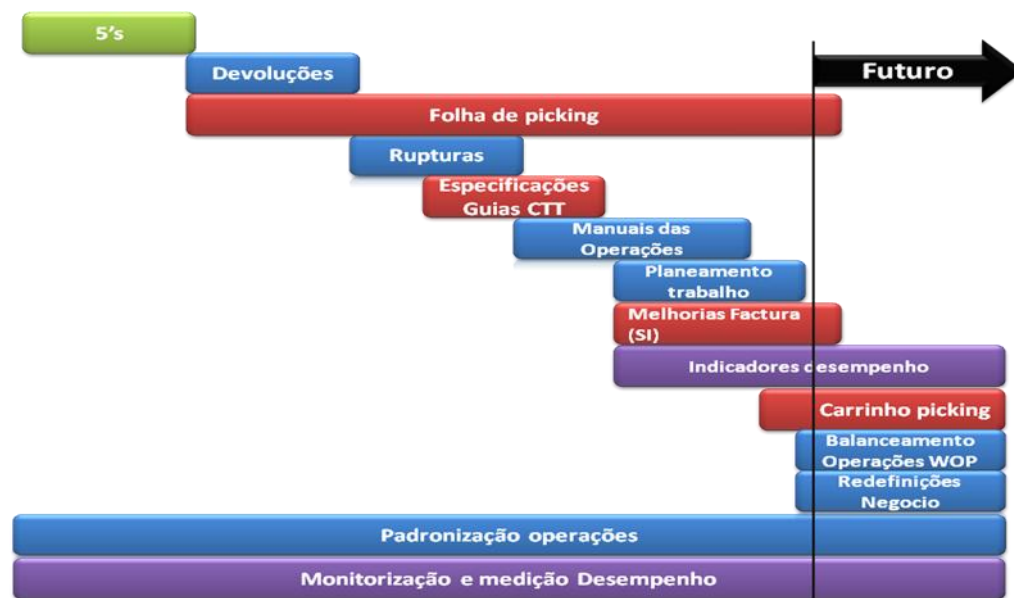 5's
Devoluções
Futuro
Folha de picking
Rupturas
Especificações
Guias CTT
Manuais das
Operações
Planeamento
trabalho
Melhorias Factura
(SI)
Indicadores desempenho
Carrinho picking
Balanceamento
Operações WOP
Redefinições
Negocio
Padronização operações
Monitorização e medição Desempenho